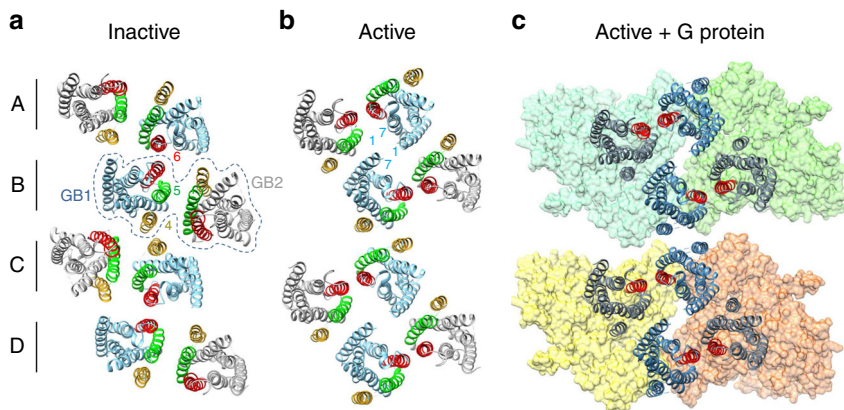 a Inactive
b Active
c Active + G protein
A
B
C
D
6
5
4
GB1
GB2
7
1
1
7